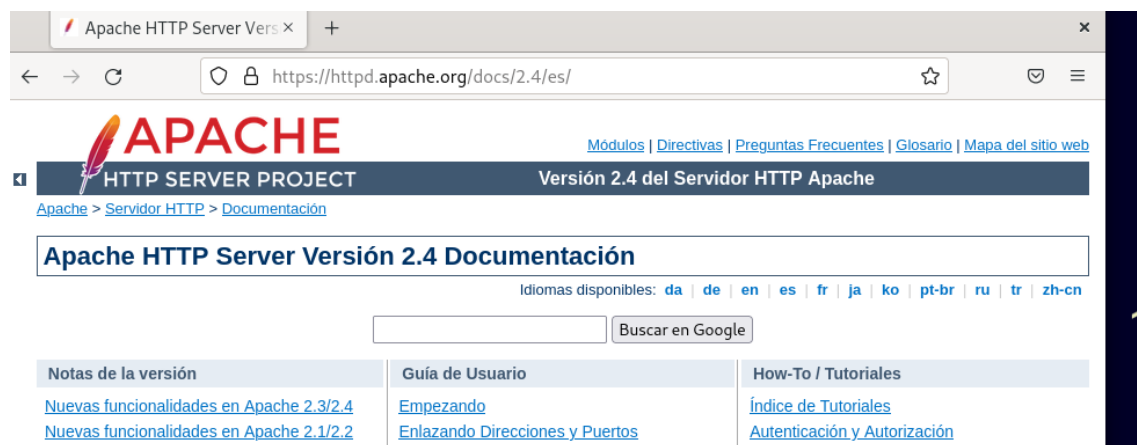 Apache HTTP Server Vers
https://httpd.apache.org/docs/2.4/es/
APACHE
HTTP SERVER PROJECT
Módulos | Directivas | Preguntas Frecuentes | Glosario | Mapa del sitio web
Versión 2.4 del Servidor HTTP Apache
Apache > Servidor HTTP > Documentación
Apache HTTP Server Versión 2.4 Documentación
Idiomas disponibles: da | de | en | es | fr | ja | ko | pt-br | ru | tr | zh-cn
Buscar en Google
Notas de la versión
Nuevas funcionalidades en Apache 2.3/2.4
Nuevas funcionalidades en Apache 2.1/2.2
Guía de Usuario
Empezando
Enlazando Direcciones y Puertos
How-To / Tutoriales
Índice de Tutoriales
Autenticación y Autorización